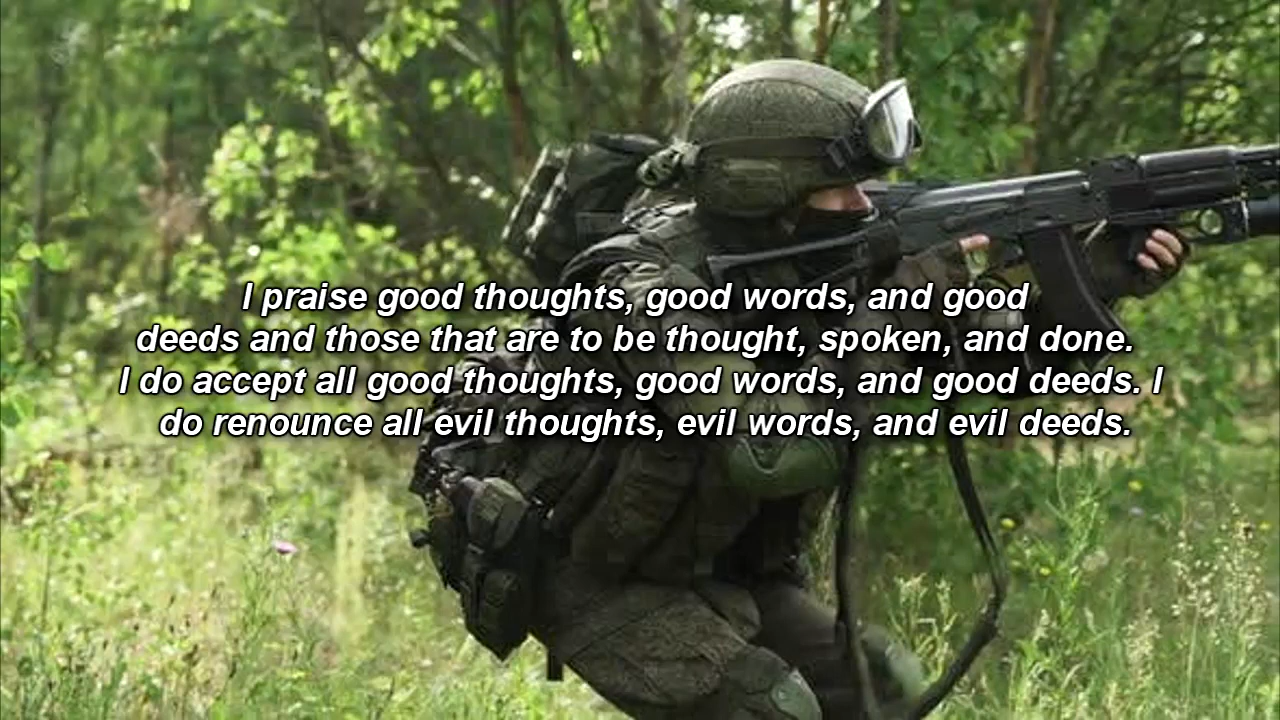 I praise good thoughts, good words, and good
deeds and those that are to be thought, spoken, and done.
I do accept all good thoughts, good words, and good deeds. I
do renounce all evil thoughts, evil words, and evil deeds.